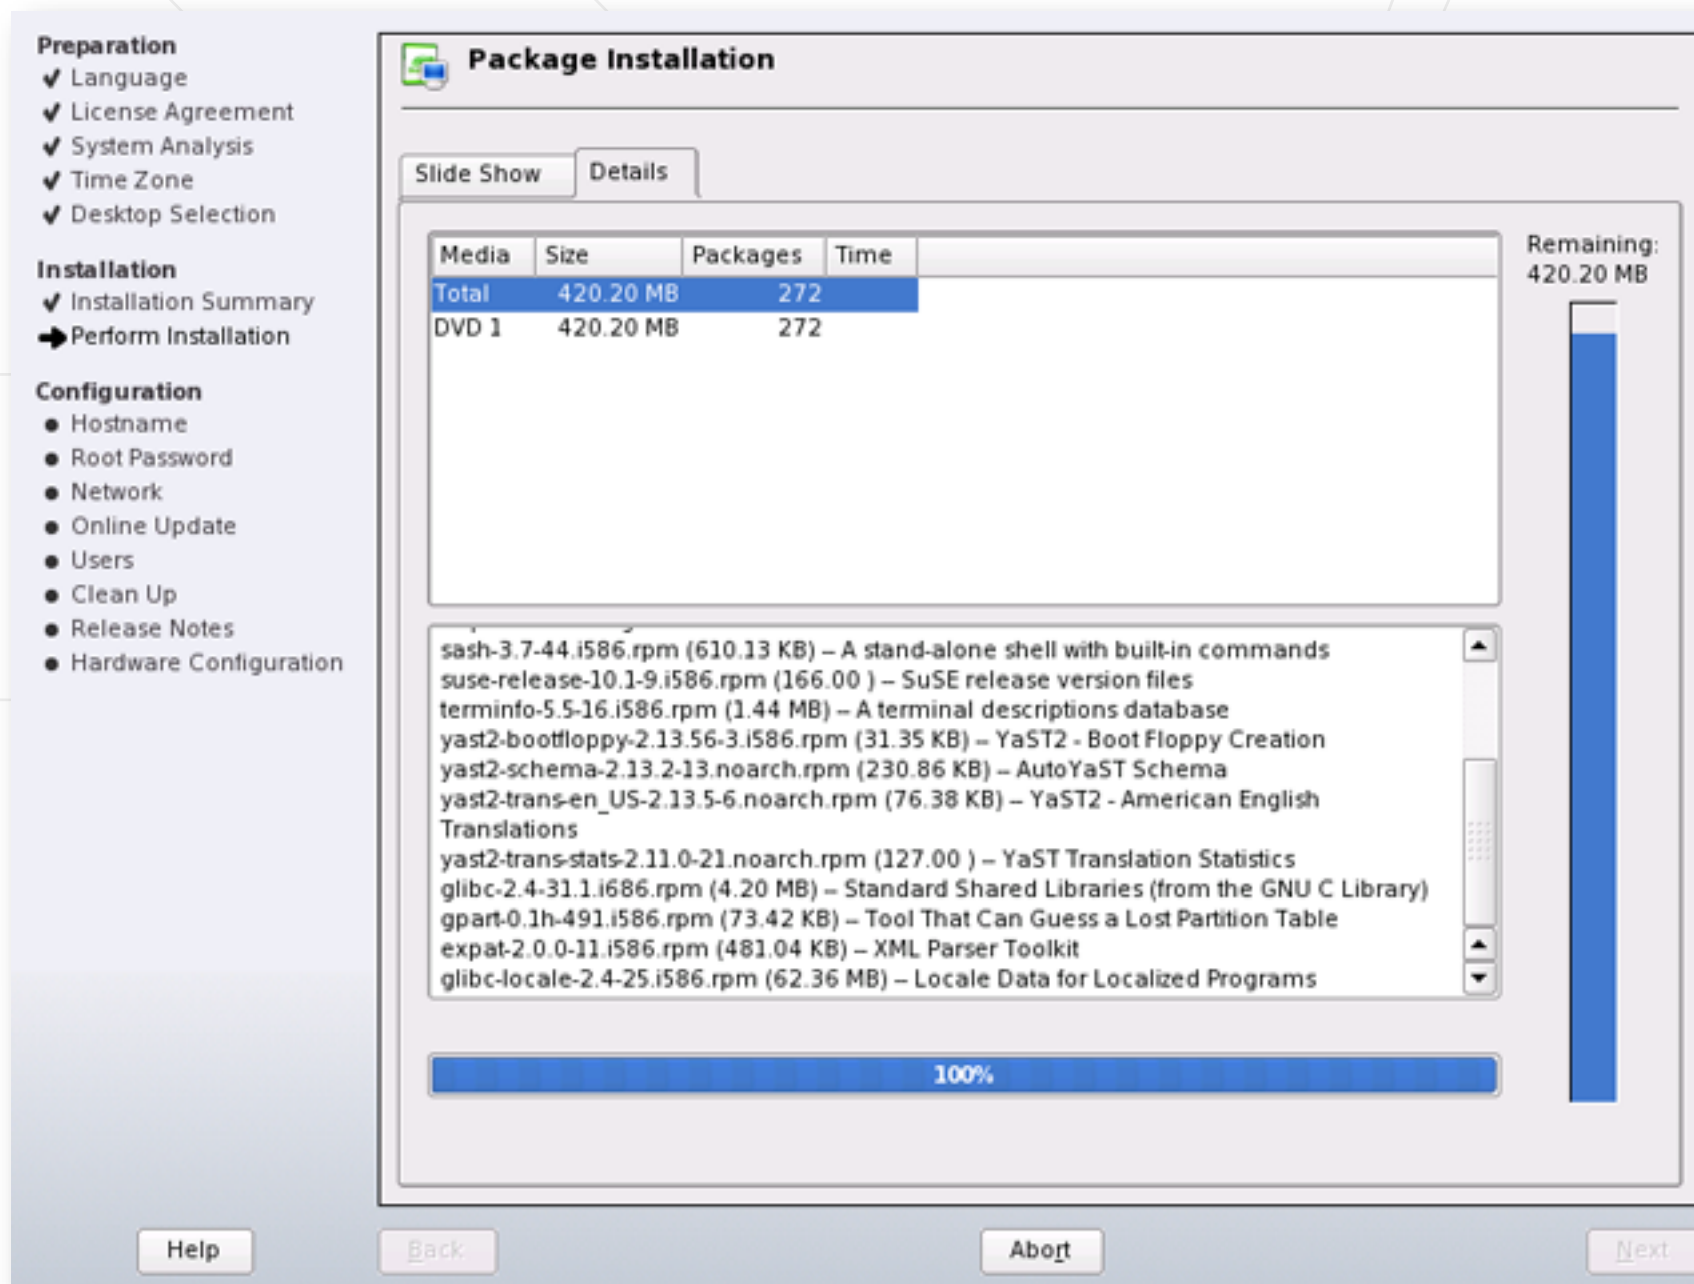 Preparation
Language
License Agreement
System Analysis
Time Zone
Desktop Selection
Installation
Installation Summary
Perform Installation
Configuration
Hostname
Root Password
Network
Online Update
Users
Clean Up
Release Notes
Hardware Configuration
Package Installation
Slide Show Details
Media Size Packages Time
Total 420.20 MB 272
DVD 1 420.20 MB 272
Remaining:
420.20 MB
sash-3.7-44.i586.rpm (610.13 KB) – A stand-alone shell with built-in commands
suse-release-10.1-9.i586.rpm (166.00 ) – SuSE release version files
terminfo-5.5-16.i586.rpm (1.44 MB) – A terminal descriptions database
yast2-bootfloppy-2.13.56-3.i586.rpm (31.35 KB) – YaST2 - Boot Floppy Creation
yast2-schema-2.13.2-13.noarch.rpm (230.86 KB) – AutoYaST Schema
yast2-trans-en_US-2.13.5-6.noarch.rpm (76.38 KB) – YaST2 - American English
Translations
yast2-trans-stats-2.11.0-21.noarch.rpm (127.00 ) – YaST Translation Statistics
glibc-2.4-31.1.i686.rpm (4.20 MB) – Standard Shared Libraries (from the GNU C Library)
gpart-0.1h-491.i586.rpm (73.42 KB) – Tool That Can Guess a Lost Partition Table
expat-2.0.0-11.i586.rpm (481.04 KB) – XML Parser Toolkit
glibc-locale-2.4-25.i586.rpm (62.36 MB) – Locale Data for Localized Programs
100%
Help Back Abort Next